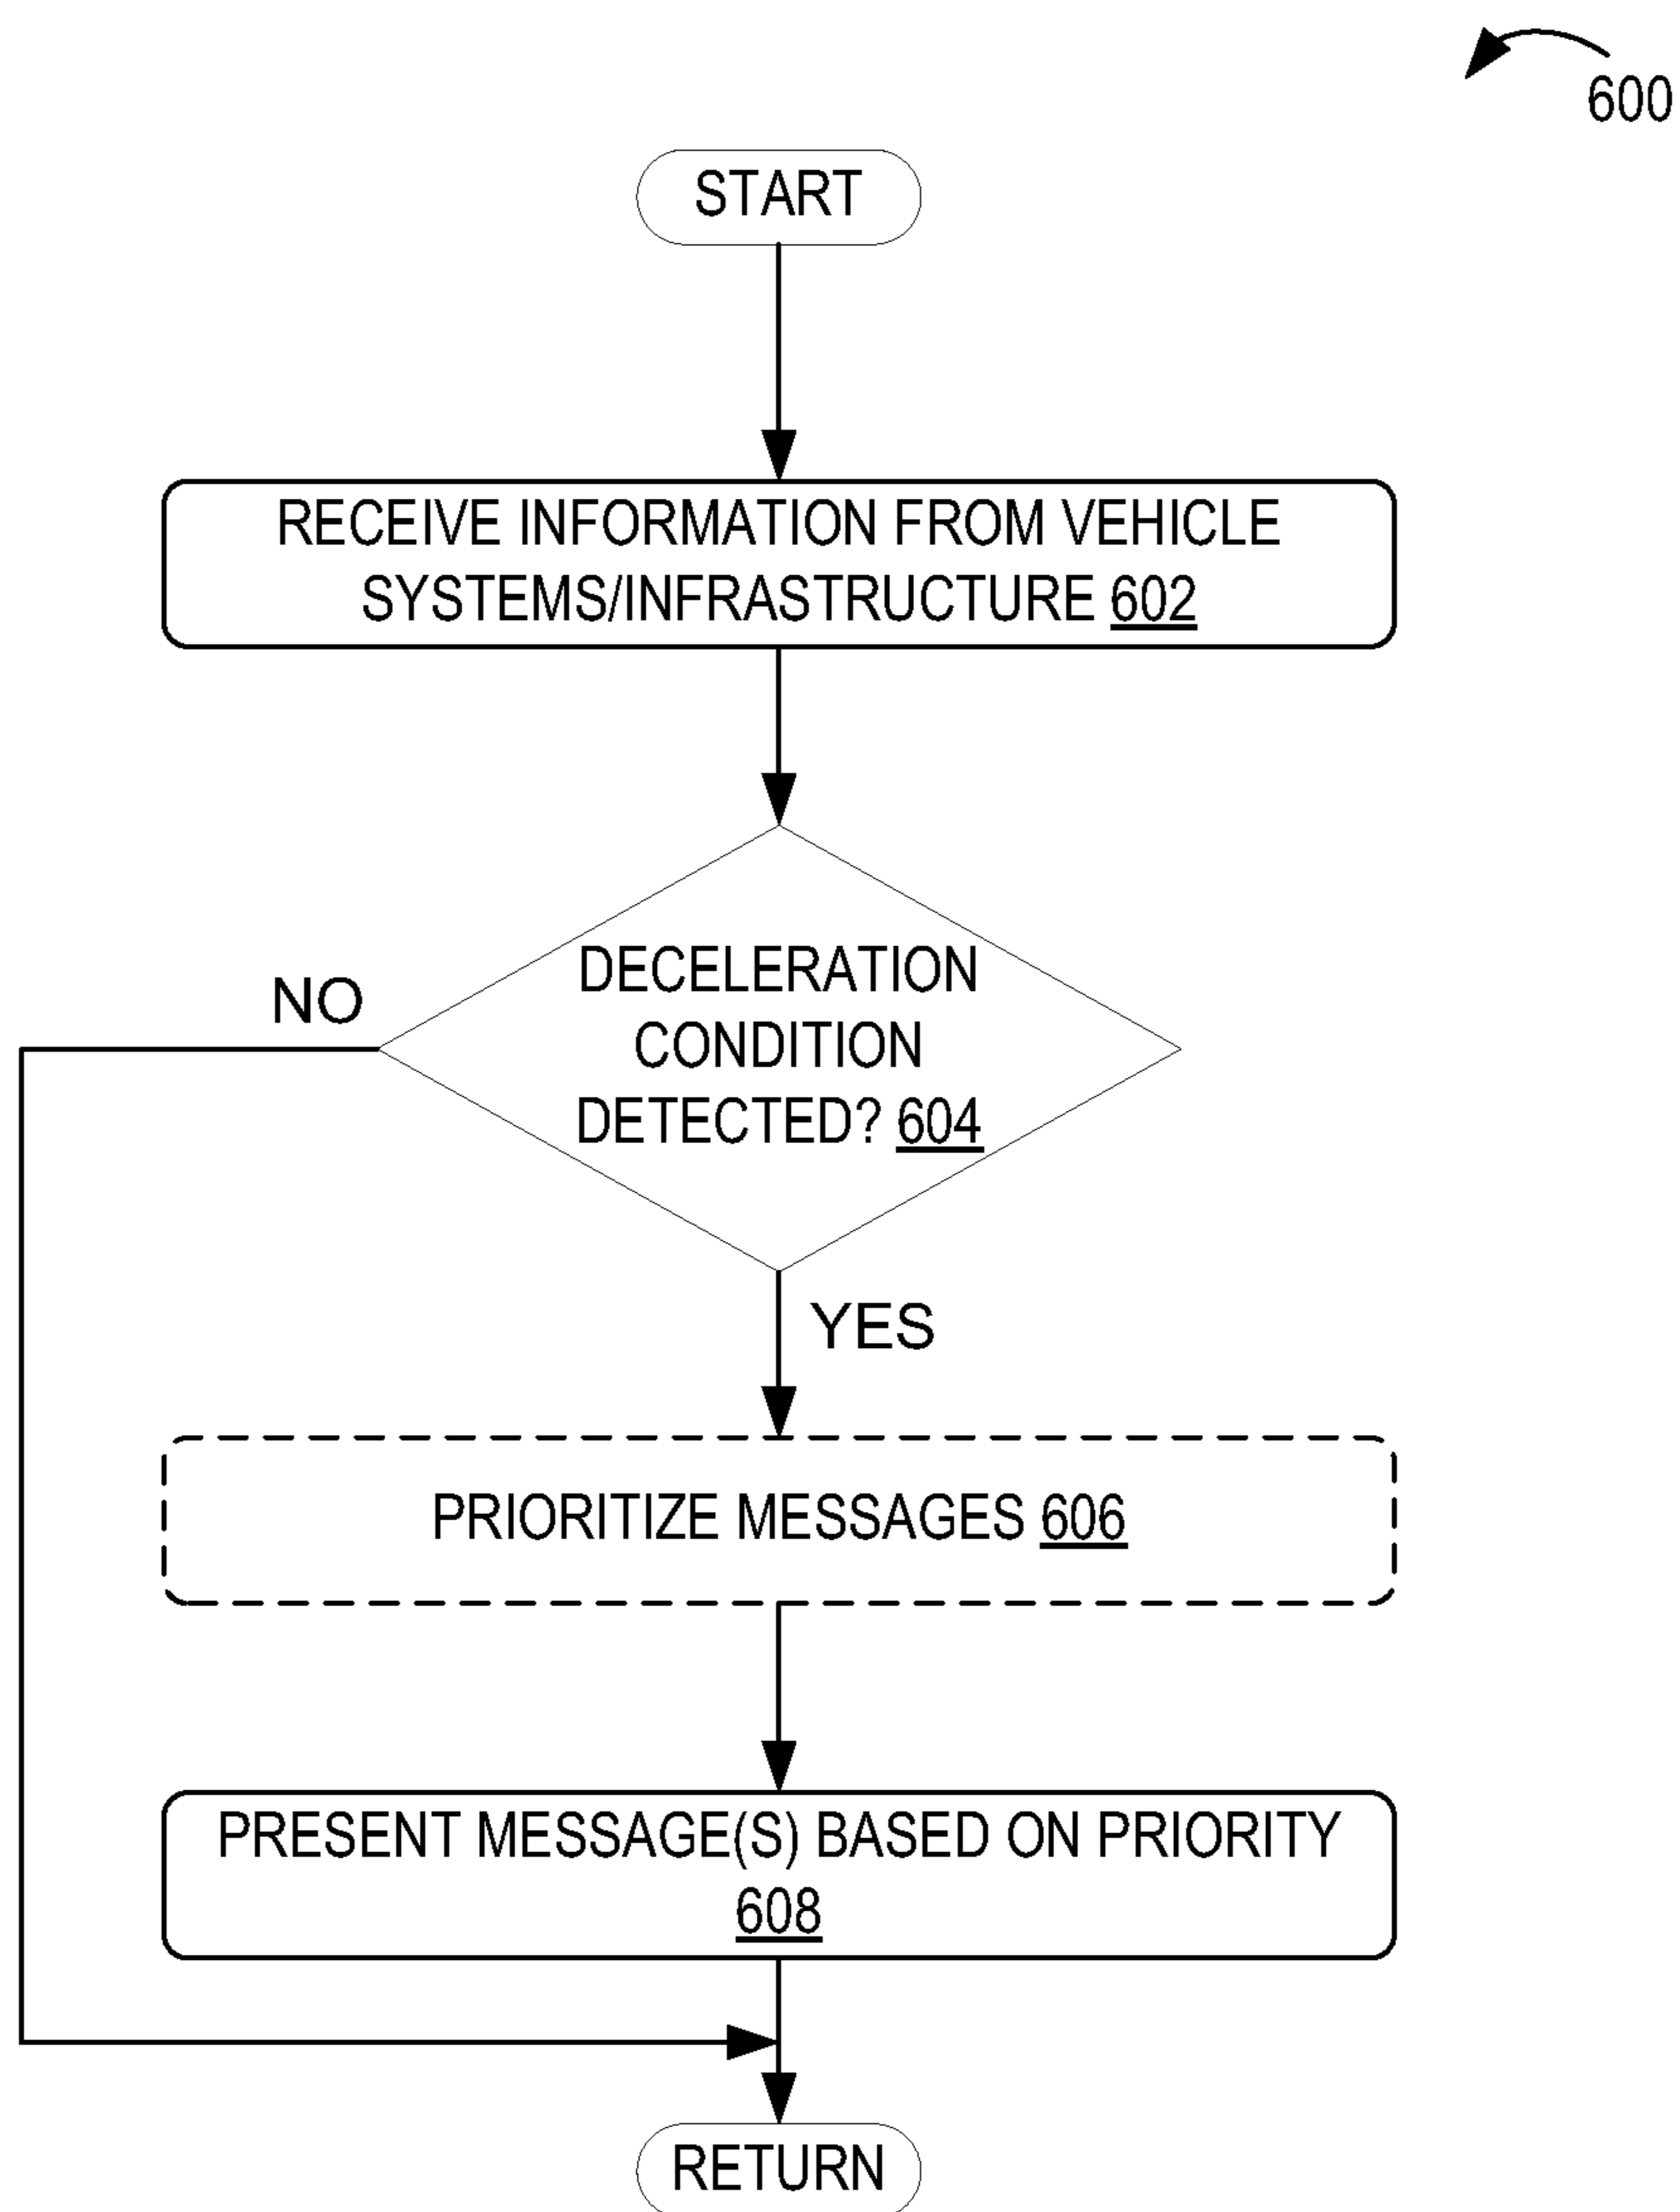 600
START
RECEIVE INFORMATION FROM VEHICLE
SYSTEMS/INFRASTRUCTURE 602
DECELERATION
CONDITION
DETECTED? 604
NO
YES
PRIORITIZE MESSAGES 606
PRESENT MESSAGE(S) BASED ON PRIORITY
608
RETURN